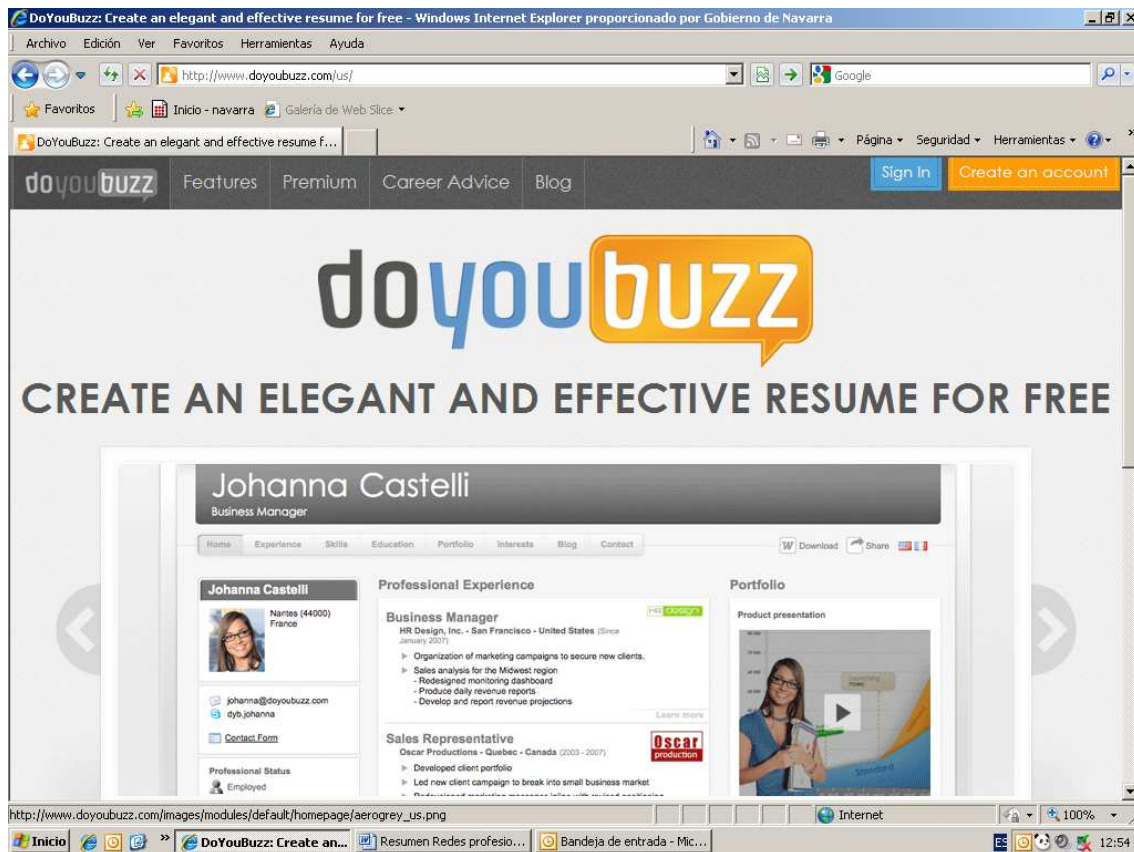 DoYouBuzz: Create an elegant and effective resume for free - Windows Internet Explorer proporcionado por Gobierno de Navarra
Archivo Edición Ver Favoritos Herramientas Ayuda
http://www.doyoubuzz.com/us/
Google
Favoritos Inicio - navarra Galería de Web Slice
DoYouBuzz: Create an elegant and effective resume f...
Página Seguridad Herramientas
doyoubuzz Features Premium Career Advice Blog Sign In Create an account
doyoubuzz
CREATE AN ELEGANT AND EFFECTIVE RESUME FOR FREE
Johanna Castelli
Business Manager
Home Experience Skills Education Portfolio Interests Blog Contact
W Download Share
Johanna Castelli
Nantes (44000)
France
johanna@doyoubuzz.com
dyb.johanna
Contact Form
Professional Status
Employed
Professional Experience
Business Manager
HR design
HR Design, Inc. - San Francisco - United States (Since
January 2007)
Organization of marketing campaigns to secure new clients.
Sales analysis for the Midwest region
- Redesigned monitoring dashboard
- Produce daily revenue reports
- Develop and report revenue projections
Learn more
Sales Representative
Oscar production
Oscar Productions - Quebec - Canada (2003 - 2007)
Developed client portfolio
Led new client campaign to break into small business market
Portfolio
Product presentation
Standard
http://www.doyoubuzz.com/images/modules/default/homepage/aerogrey_us.png
Internet
100%
Inicio
DoYouBuzz: Create an...
Resumen Redes profesio...
Bandeja de entrada - Mic...
ES
12:54